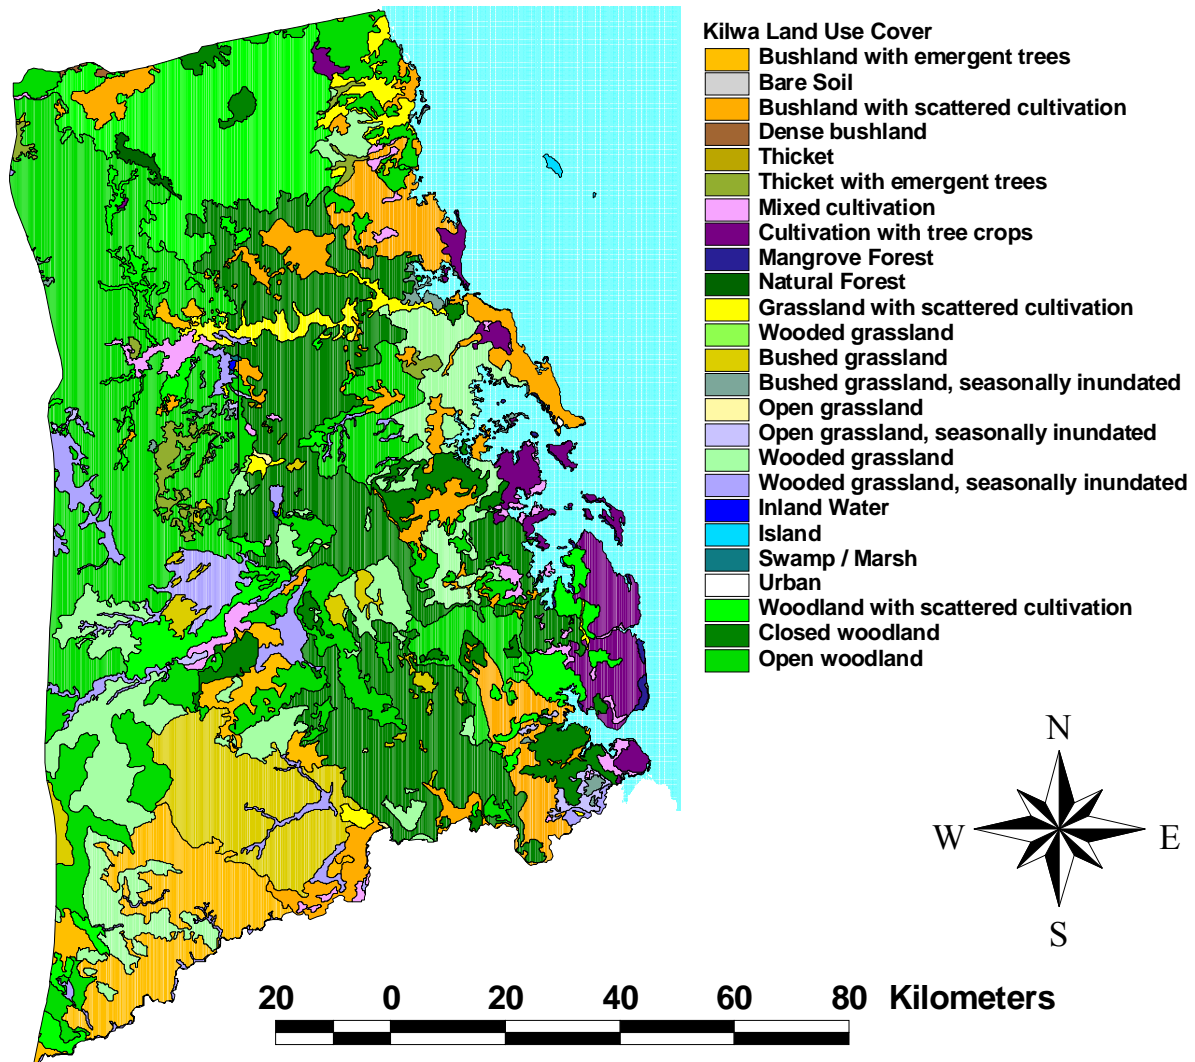 Kilwa Land Use Cover
Bushland with emergent trees
Bare Soil
Bushland with scattered cultivation
Dense bushland
Thicket
Thicket with emergent trees
Mixed cultivation
Cultivation with tree crops
Mangrove Forest
Natural Forest
Grassland with scattered cultivation
Wooded grassland
Bushed grassland
Bushed grassland, seasonally inundated
Open grassland
Open grassland, seasonally inundated
Wooded grassland
Wooded grassland, seasonally inundated
Inland Water
Island
Swamp / Marsh
Urban
Woodland with scattered cultivation
Closed woodland
Open woodland
N
W E
S
20 0 20 40 60 80 Kilometers